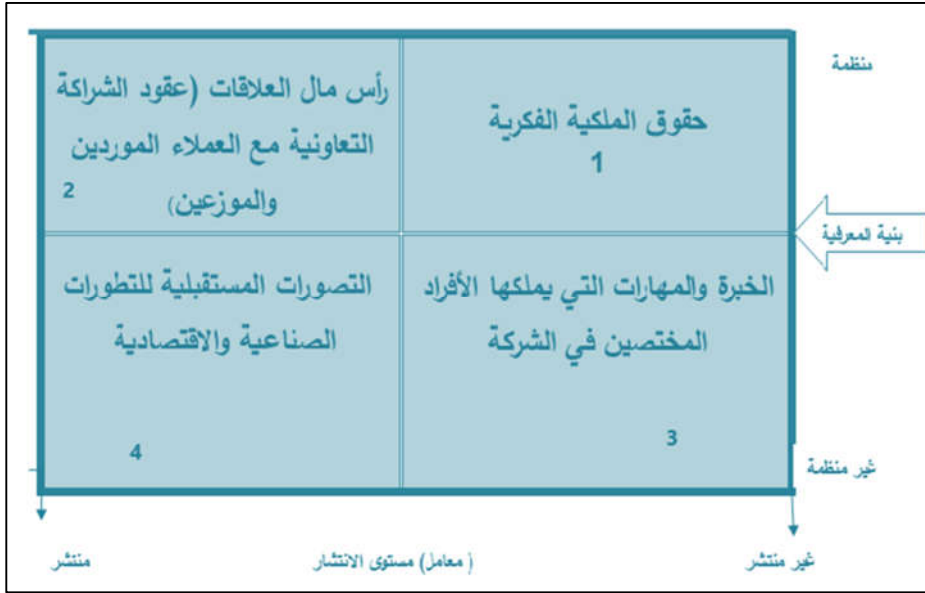 منظمة
حقوق الملكية الفكرية
1
رأس مال العلاقات (عقود الشراكة
التعاونية مع العملاء الموردين
والموزعين)
2
بنية المعرفية
الخبرة والمهارات التي يملكها الأفراد
المختصين في الشركة
3
التصورات المستقبلية للتطورات
الصناعية والاقتصادية
4
غير منظمة
غير منتشر
( معامل) مستوى الانتشار
منتشر